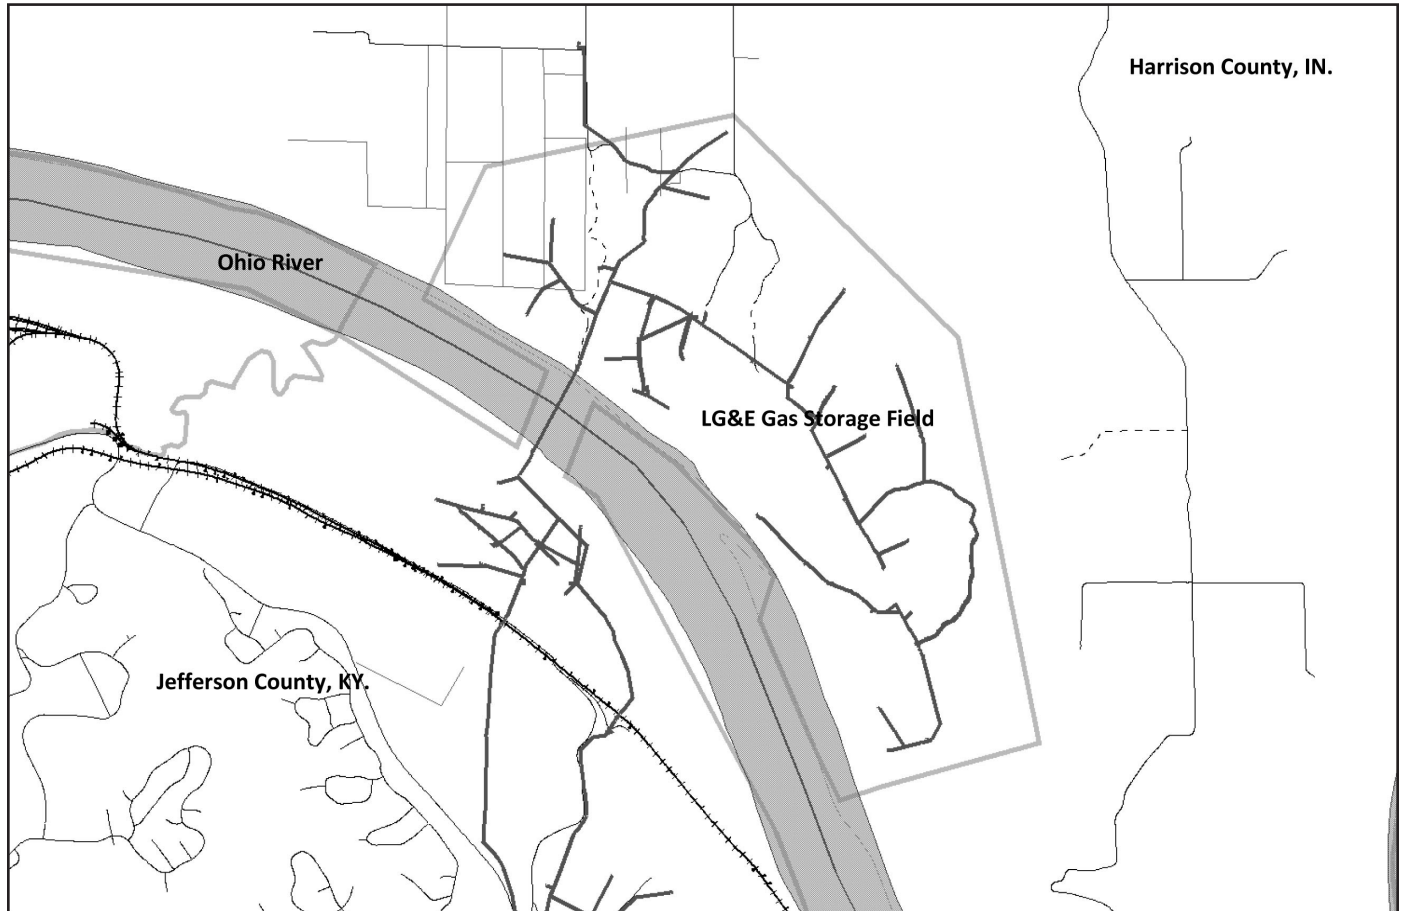 Harrison County, IN.
Ohio River
LG&E Gas Storage Field
Jefferson County, KY.